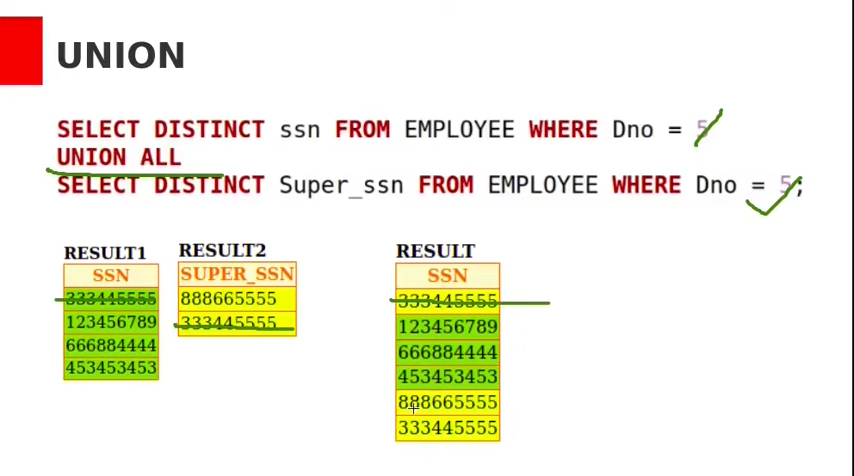 UNION
SELECT DISTINCT ssn FROM EMPLOYEE WHERE Dno = 5
UNION ALL
SELECT DISTINCT Super_ssn FROM EMPLOYEE WHERE Dno = 5;
RESULT1
SSN
333445555
123456789
666884444
453453453
RESULT2
SUPER_SSN
888665555
333445555
RESULT
SSN
333445555
123456789
666884444
453453453
888665555
333445555